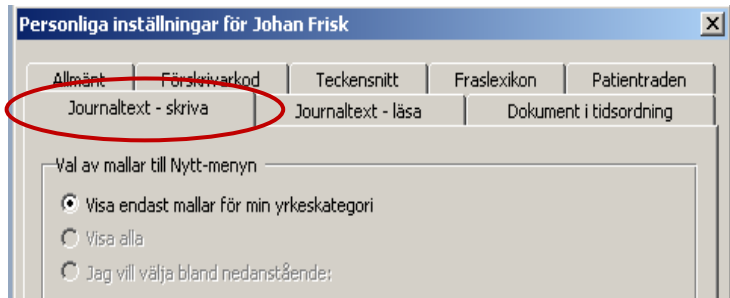 Personliga inställningar för Johan Frisk
Allmänt Förskrivarkod Teckensnitt Fraslexikon Patientraden
Journaltext - skriva Journaltext - läsa Dokument i tidsordning
Val av mallar till Nytt-menyn
Visa endast mallar för min yrkeskategori
Visa alla
Jag vill välja bland nedanstående: